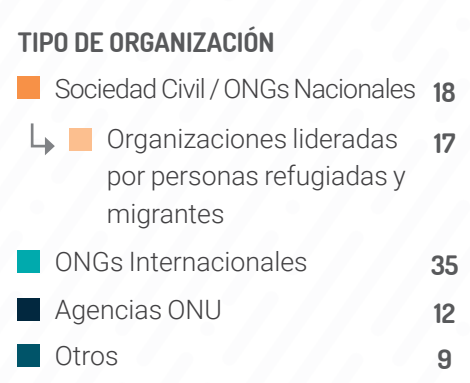 TIPO DE ORGANIZACIÓN
Sociedad Civil / ONGs Nacionales 18
Organizaciones lideradas 17
por personas refugiadas y
migrantes
ONGs Internacionales 35
Agencias ONU 12
Otros 9